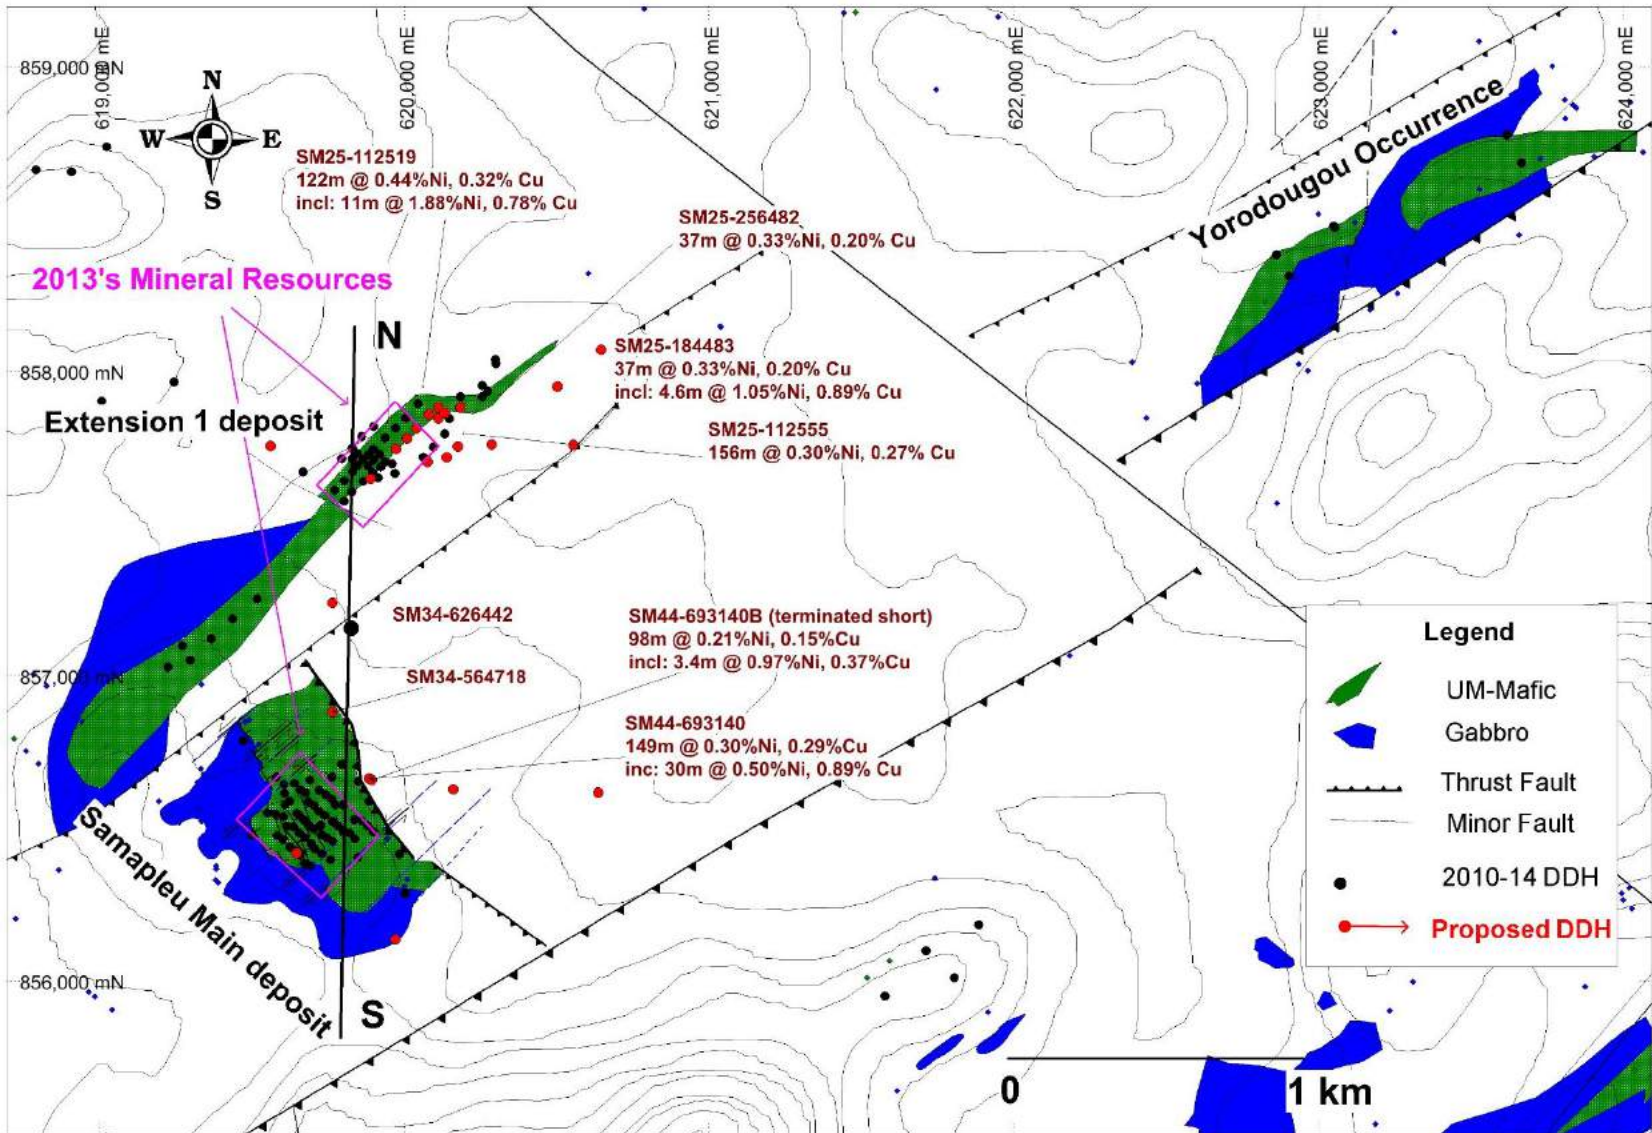 619,000 mE
620,000 mE
621,000 mE
622,000 mE
623,000 mE
624,000 mE
859,000 mN
N
W
E
S
SM25-112519
122m @ 0.44%Ni, 0.32% Cu
incl: 11m @ 1.88%Ni, 0.78% Cu
Yorodougou Occurrence
SM25-256482
37m @ 0.33%Ni, 0.20% Cu
2013's Mineral Resources
N
SM25-184483
37m @ 0.33%Ni, 0.20% Cu
incl: 4.6m @ 1.05%Ni, 0.89% Cu
858,000 mN
Extension 1 deposit
SM25-112555
156m @ 0.30%Ni, 0.27% Cu
SM34-626442
SM44-693140B (terminated short)
98m @ 0.21%Ni, 0.15%Cu
incl: 3.4m @ 0.97%Ni, 0.37%Cu
857,000 mN
SM34-564718
SM44-693140
149m @ 0.30%Ni, 0.29%Cu
inc: 30m @ 0.50%Ni, 0.89% Cu
Samapleu Main deposit
856,000 mN
S
Legend
UM-Mafic
Gabbro
Thrust Fault
Minor Fault
2010-14 DDH
Proposed DDH
0
1 km